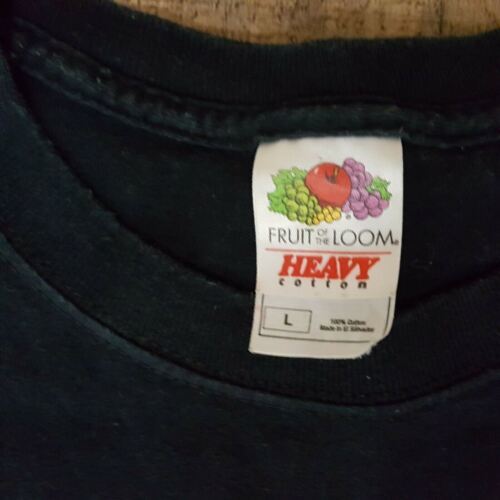 FRUIT OF THE LOOM®
HEAVY
cotton
L
100% Cotton
Made in El Salvador